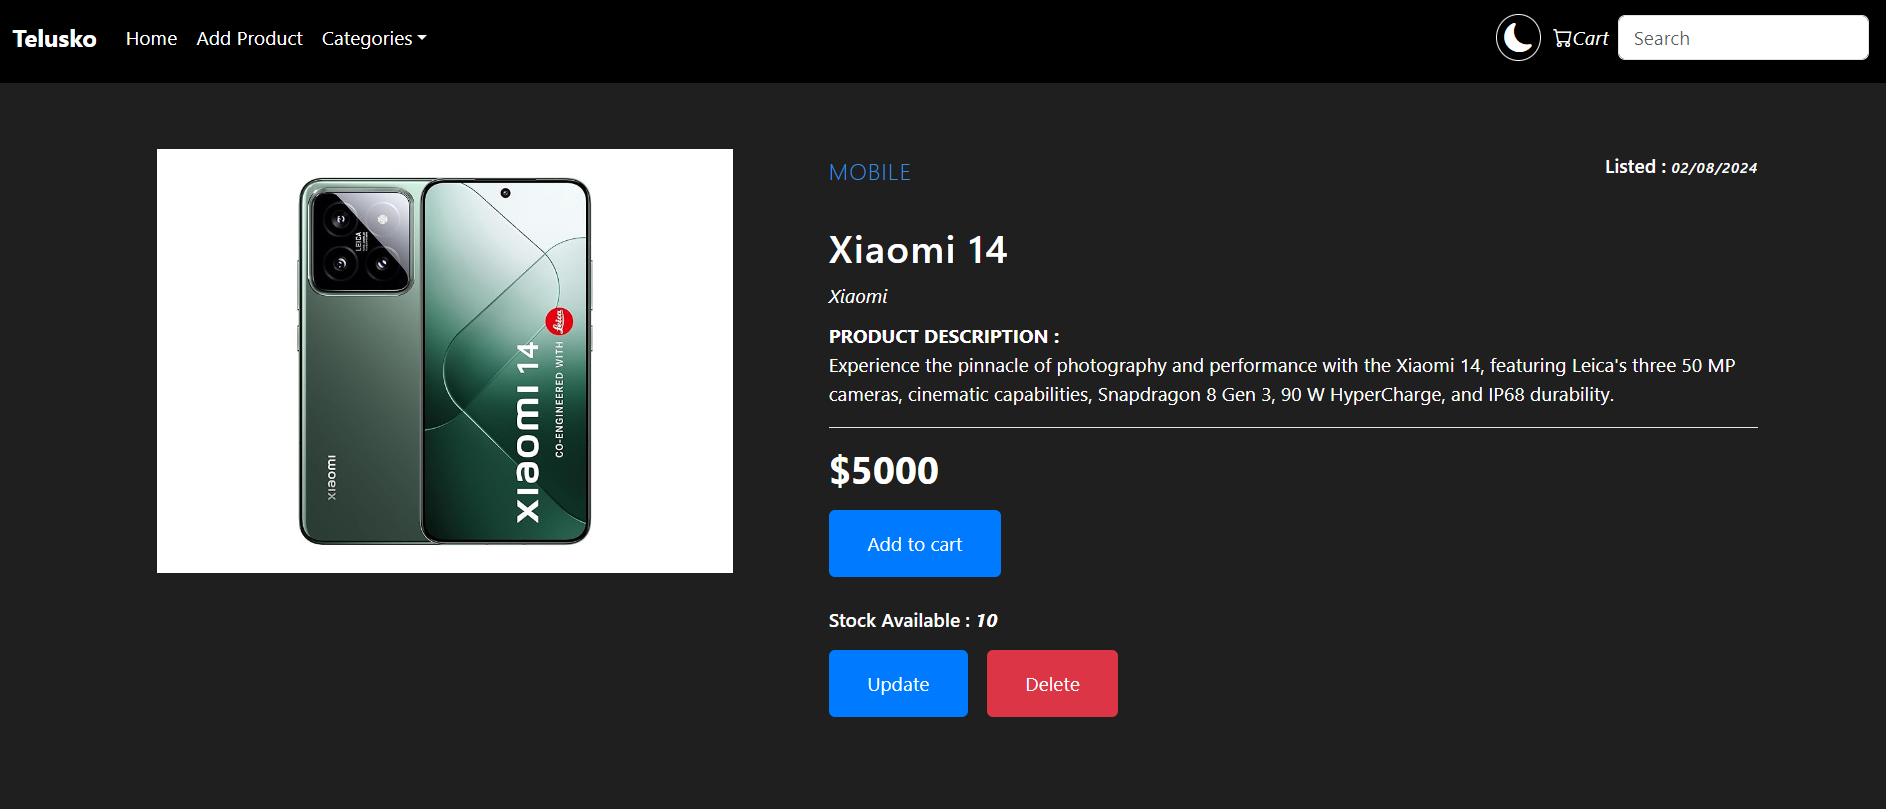 Telusko Home Add Product Categories Cart Search
LEICA
xiaomi
xiaomi 14
CO-ENGINEERED WITH Leica
MOBILE
Listed : 02/08/2024
Xiaomi 14
Xiaomi
PRODUCT DESCRIPTION :
Experience the pinnacle of photography and performance with the Xiaomi 14, featuring Leica's three 50 MP
cameras, cinematic capabilities, Snapdragon 8 Gen 3, 90 W HyperCharge, and IP68 durability.
$5000
Add to cart
Stock Available : 10
Update Delete